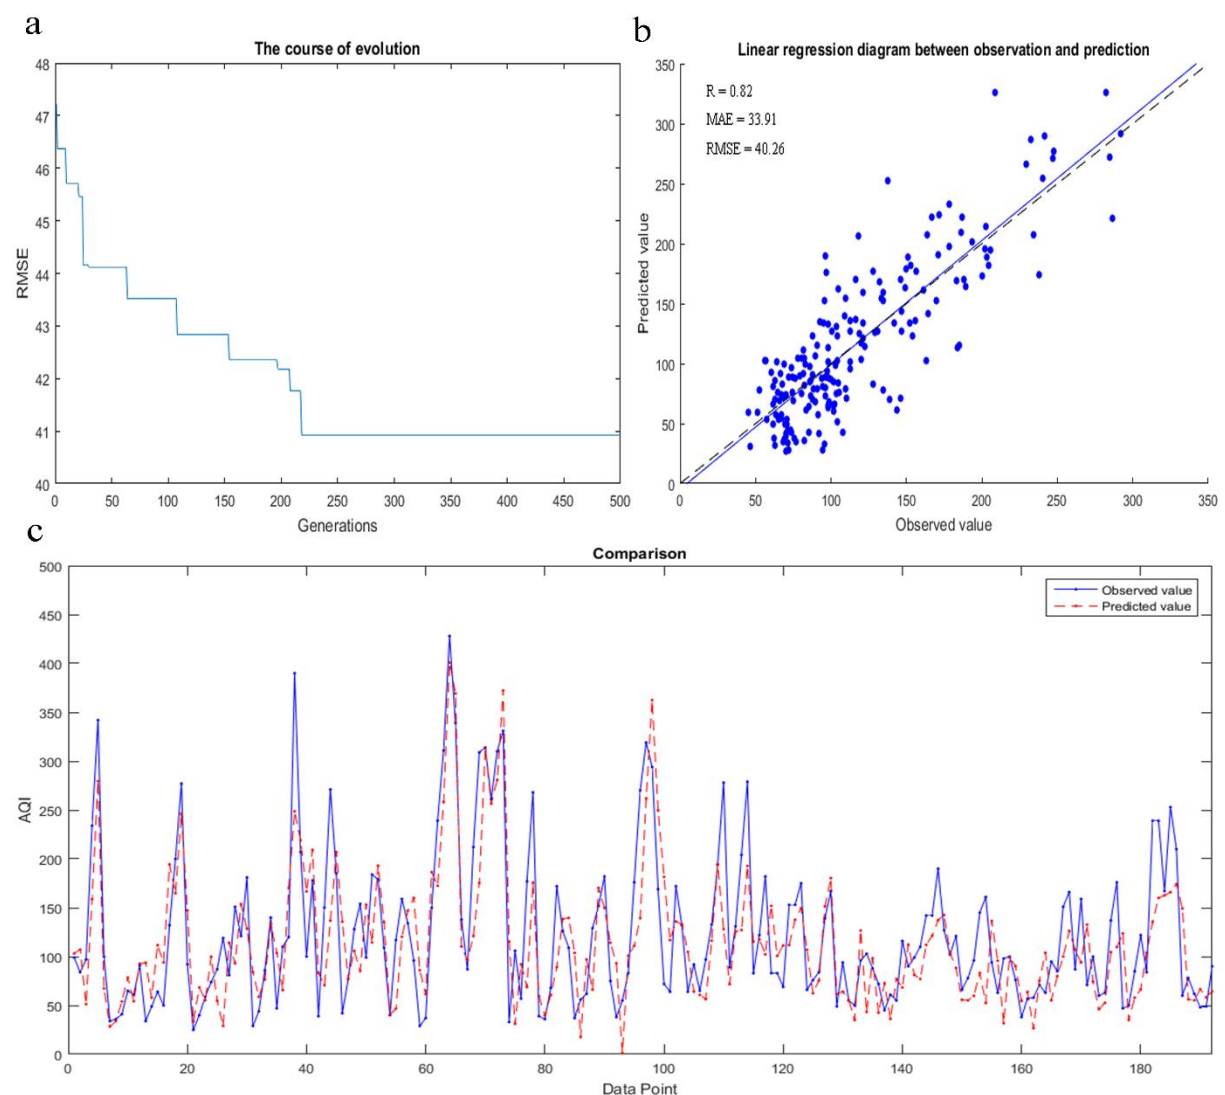 a
The course of evolution
48
47
46
45
44
43
42
41
40
RMSE
0 50 100 150 200 250 300 350 400 450 500
Generations
b
Linear regression diagram between observation and prediction
350
300
250
200
150
100
50
0
Predicted value
R = 0.82
MAE = 33.91
RMSE = 40.26
0 50 100 150 200 250 300 350
Observed value
c
Comparison
500
450
400
350
300
250
200
150
100
50
0
AQI
Observed value
Predicted value
0 20 40 60 80 100 120 140 160 180
Data Point